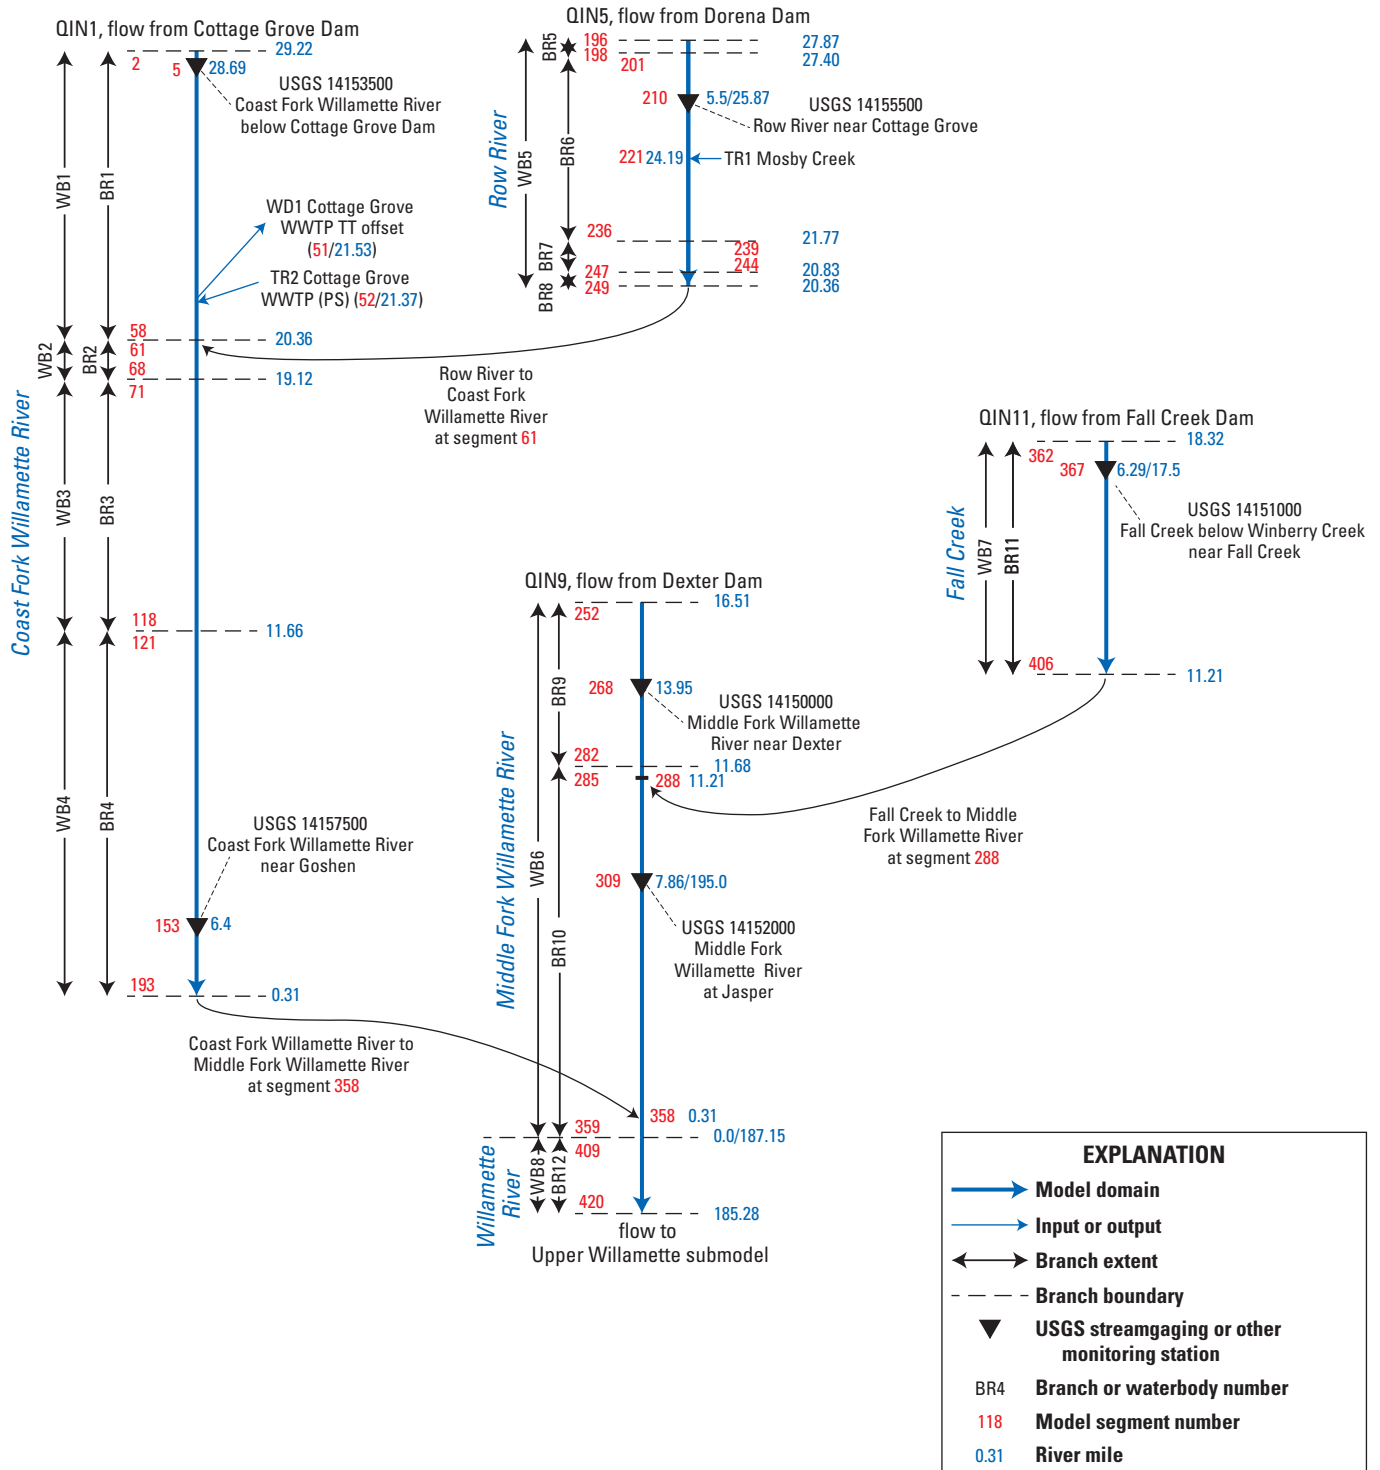 QIN1, flow from Cottage Grove Dam
29.22
2
5
28.69
USGS 14153500
Coast Fork Willamette River
below Cottage Grove Dam
WB1
BR1
WD1 Cottage Grove
WWTP TT offset
(51/21.53)
TR2 Cottage Grove
WWTP (PS) (52/21.37)
58
20.36
61
WB2
BR2
68
19.12
71
Coast Fork Willamette River
WB3
BR3
118
11.66
121
WB4
BR4
USGS 14157500
Coast Fork Willamette River
near Goshen
153
6.4
193
0.31
Coast Fork Willamette River to
Middle Fork Willamette River
at segment 358
QIN5, flow from Dorena Dam
BR5
196
27.87
198
27.40
201
210
5.5/25.87
USGS 14155500
Row River near Cottage Grove
Row River
WB5
BR6
221 24.19
TR1 Mosby Creek
236
21.77
239
BR7
244
247
20.83
BR8
249
20.36
Row River to
Coast Fork
Willamette River
at segment 61
QIN11, flow from Fall Creek Dam
18.32
362
367
6.29/17.5
USGS 14151000
Fall Creek below Winberry Creek
near Fall Creek
Fall Creek
WB7
BR11
406
11.21
Fall Creek to Middle
Fork Willamette River
at segment 288
QIN9, flow from Dexter Dam
16.51
252
BR9
268
13.95
USGS 14150000
Middle Fork Willamette
River near Dexter
282
11.68
285
288 11.21
Middle Fork Willamette River
WB6
BR10
309
7.86/195.0
USGS 14152000
Middle Fork
Willamette River
at Jasper
358 0.31
359
0.0/187.15
409
Willamette
River
WB8
BR12
420
185.28
flow to
Upper Willamette submodel
EXPLANATION
Model domain
Input or output
Branch extent
Branch boundary
USGS streamgaging or other
monitoring station
BR4 Branch or waterbody number
118 Model segment number
0.31 River mile